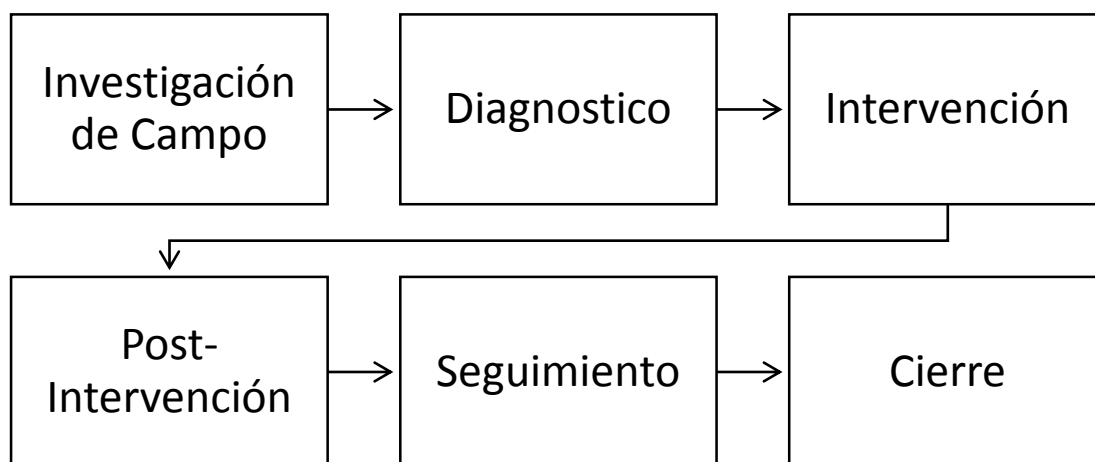 Investigación
de Campo
Diagnostico
Intervención
Post-
Intervención
Seguimiento
Cierre